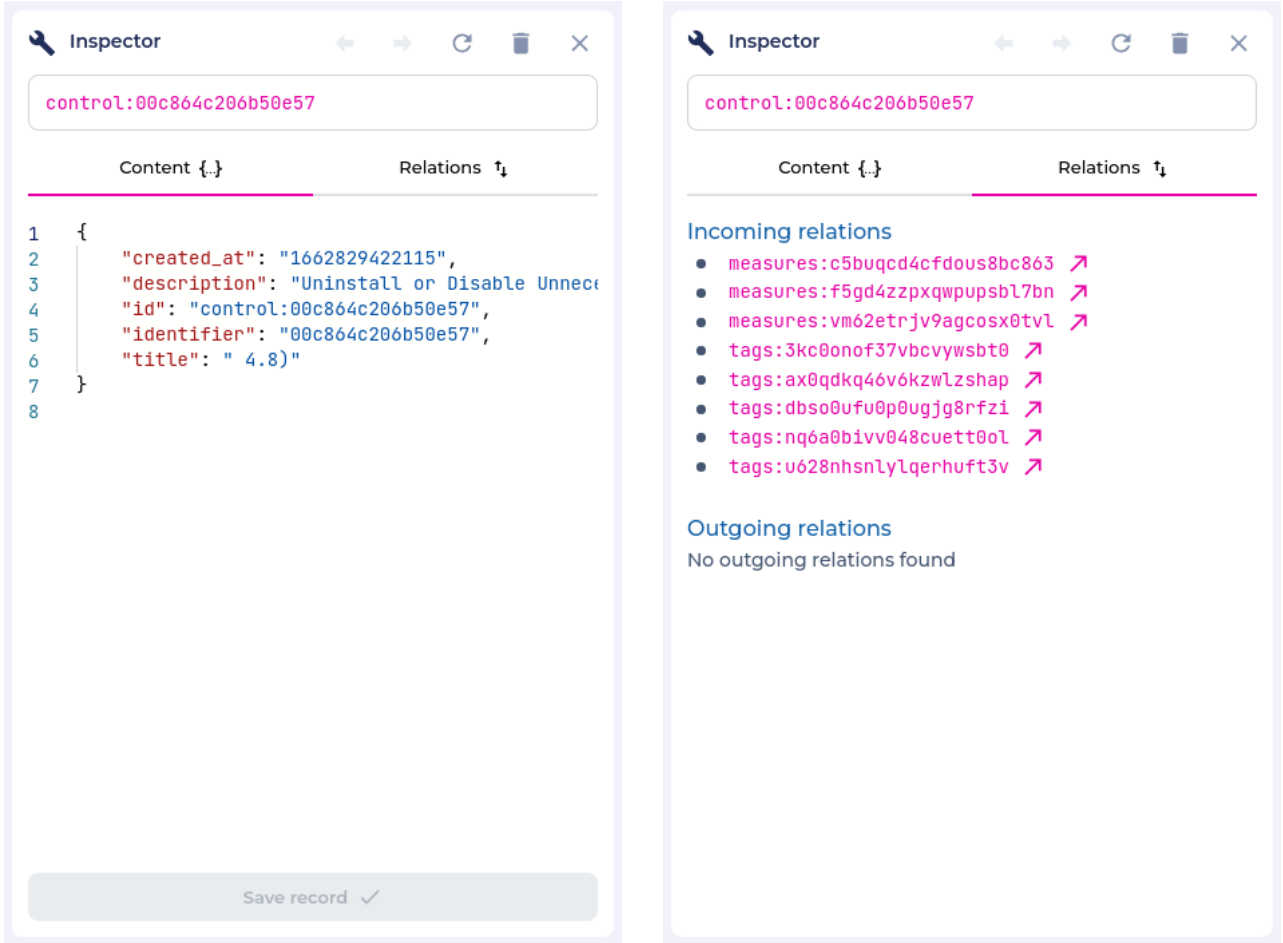 Inspector
control:00c864c206b50e57
Content {..}
Relations
1 {
2 "created_at": "1662829422115",
3 "description": "Uninstall or Disable Unnece
4 "id": "control:00c864c206b50e57",
5 "identifier": "00c864c206b50e57",
6 "title": " 4.8)"
7 }
8
Save record
Inspector
control:00c864c206b50e57
Content {..}
Relations
Incoming relations
measures:c5buqcd4cfdous8bc863
measures:f5gd4zzpxqwpupsbl7bn
measures:vm62etrjv9agcosx0tvl
tags:3kc0onof37vbcvywsbt0
tags:ax0qdkq46v6kzwlzshap
tags:dbso0ufu0p0ugjg8rfzi
tags:nq6a0bivv048cuett0ol
tags:u628nhsnlylqerhuft3v
Outgoing relations
No outgoing relations found